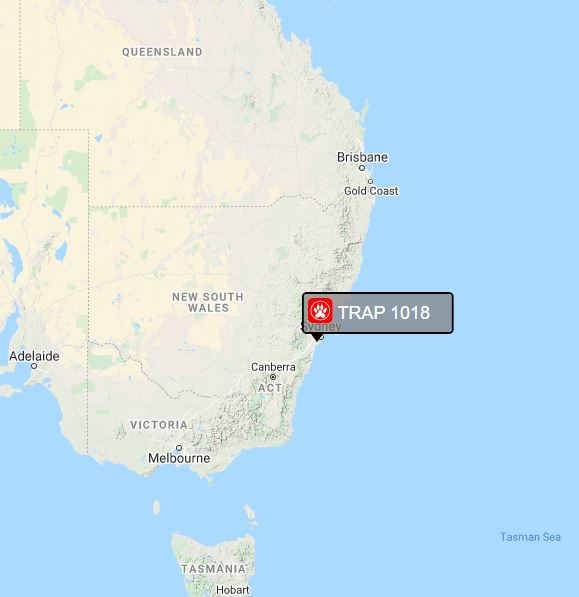 QUEENSLAND
Brisbane
Gold Coast
NEW SOUTH
WALES
TRAP 1018
Sydney
Adelaide
Canberra
ACT
VICTORIA
Melbourne
Tasman Sea
TASMANIA
Hobart